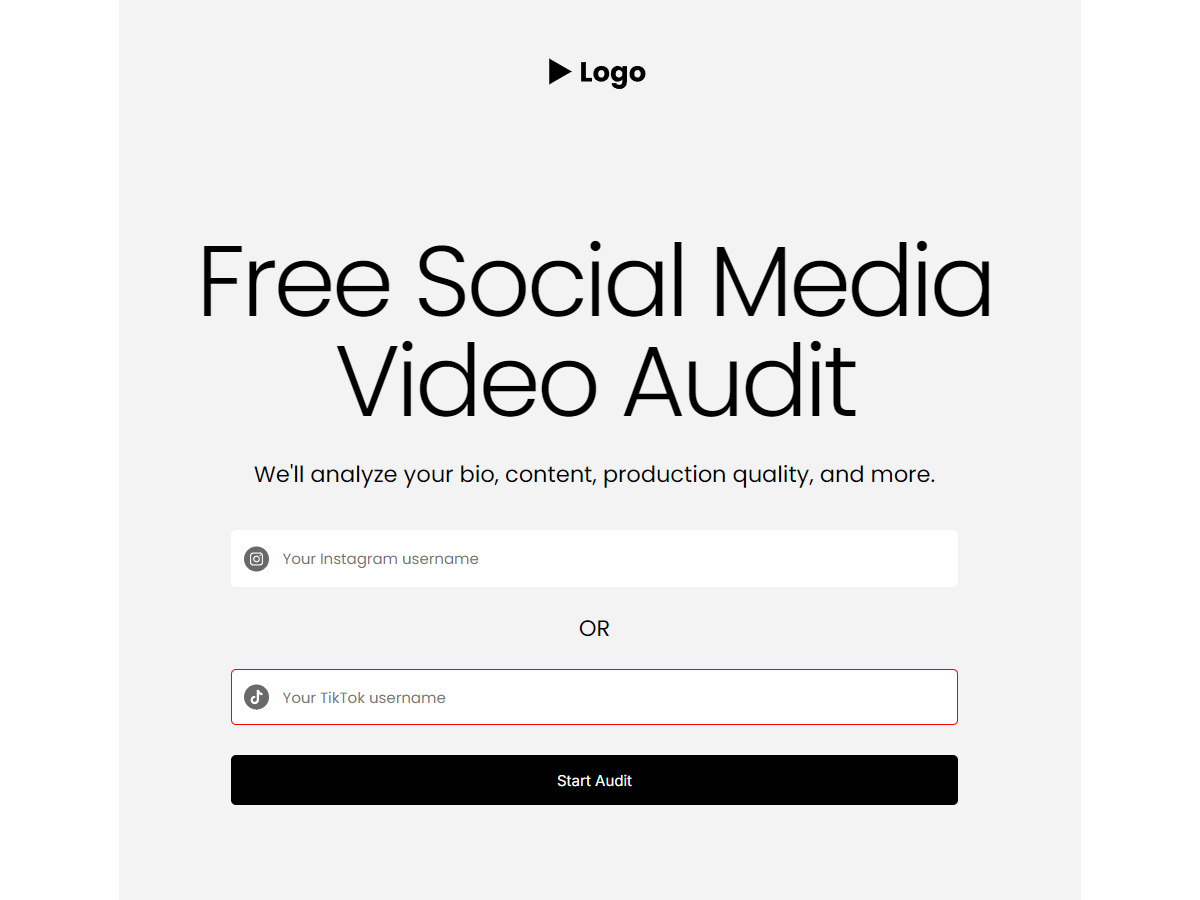 Logo
Free Social Media
Video Audit
We'll analyze your bio, content, production quality, and more.
Your Instagram username
OR
Your TikTok username
Start Audit